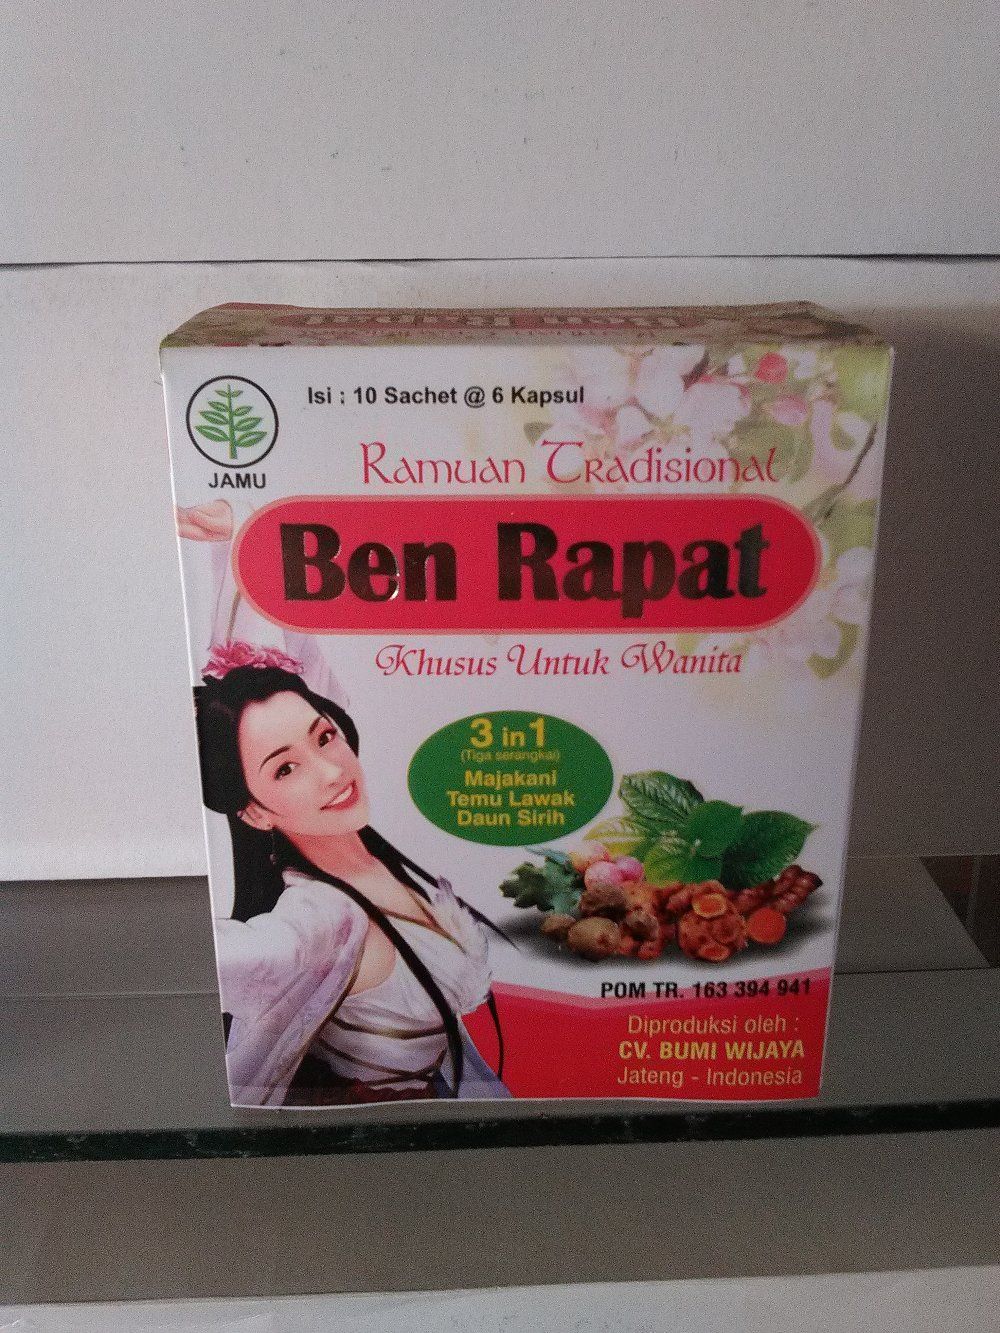 Isi : 10 Sachet @ 6 Kapsul
JAMU
Ramuan Tradisional
Ben Rapat
Khusus Untuk Wanita
3 in 1
(Tiga serangkai)
Majakani
Temu Lawak
Daun Sirih
POM TR. 163 394 941
Diproduksi oleh :
CV. BUMI WIJAYA
Jateng - Indonesia